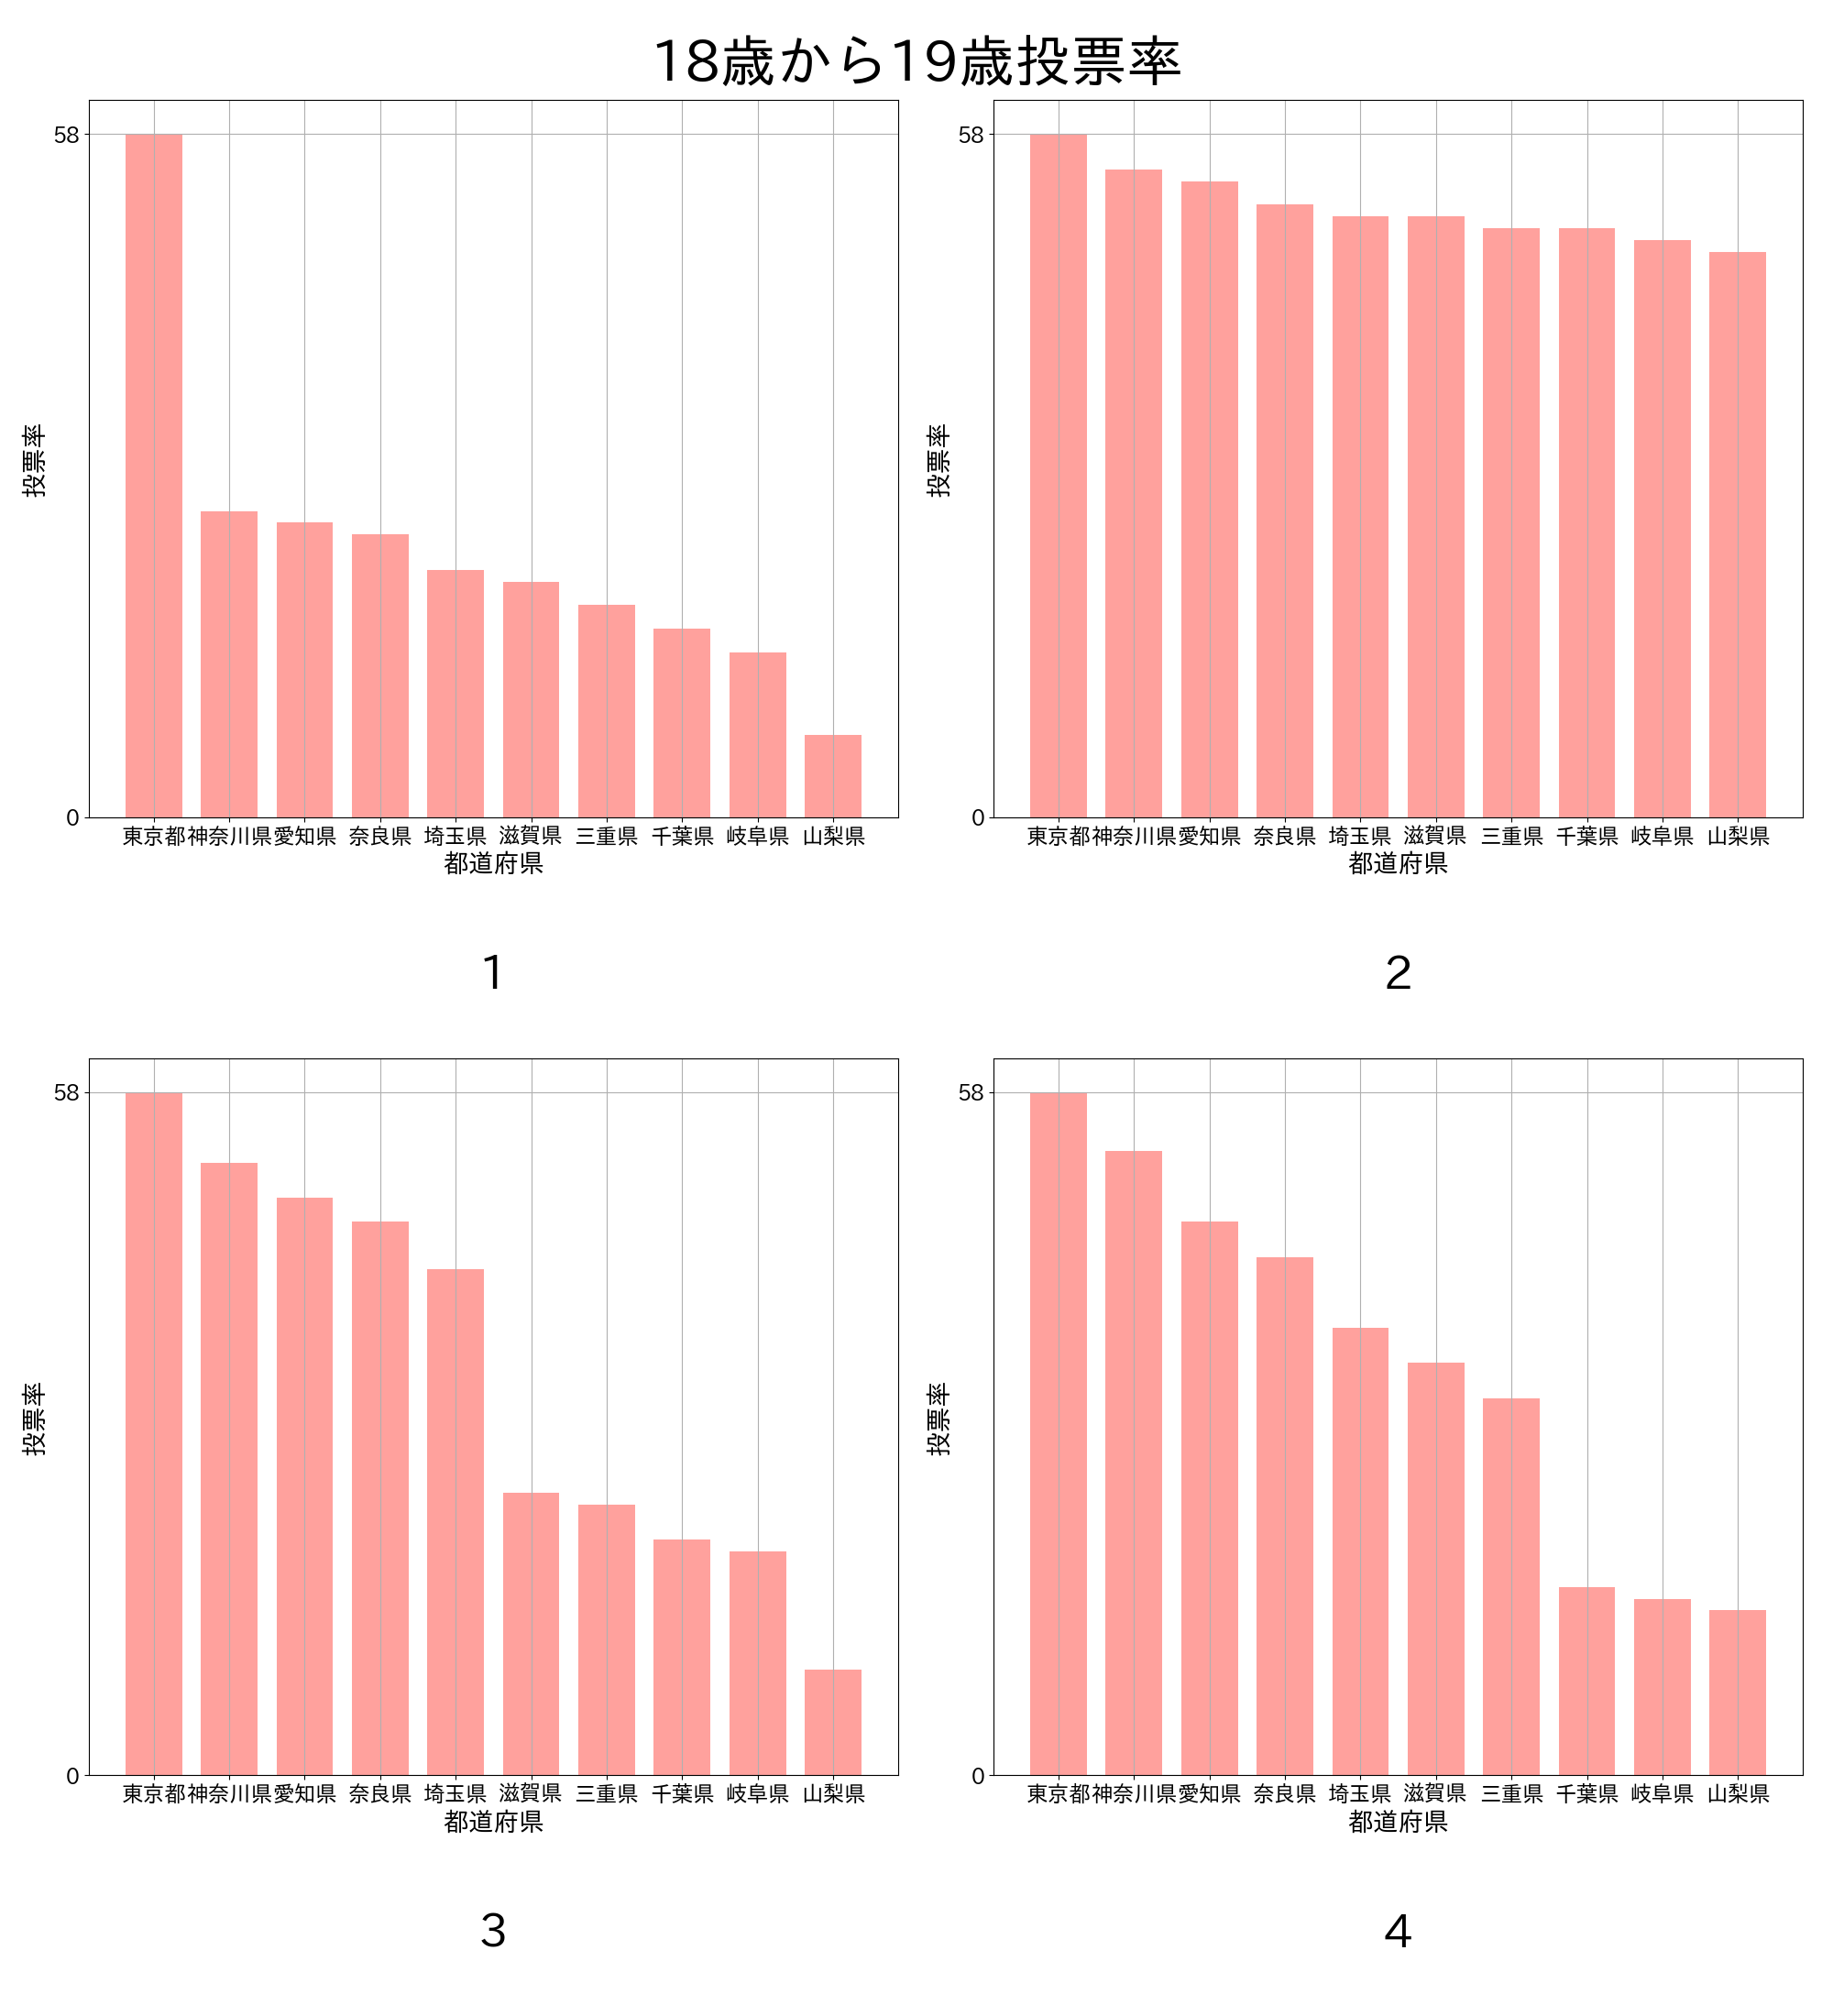 18歳から19歳投票率
58
0
投票率
東京都 神奈川県 愛知県 奈良県 埼玉県 滋賀県 三重県 千葉県 岐阜県 山梨県
都道府県
1
58
0
投票率
東京都 神奈川県 愛知県 奈良県 埼玉県 滋賀県 三重県 千葉県 岐阜県 山梨県
都道府県
2
58
0
投票率
東京都 神奈川県 愛知県 奈良県 埼玉県 滋賀県 三重県 千葉県 岐阜県 山梨県
都道府県
3
58
0
投票率
東京都 神奈川県 愛知県 奈良県 埼玉県 滋賀県 三重県 千葉県 岐阜県 山梨県
都道府県
4